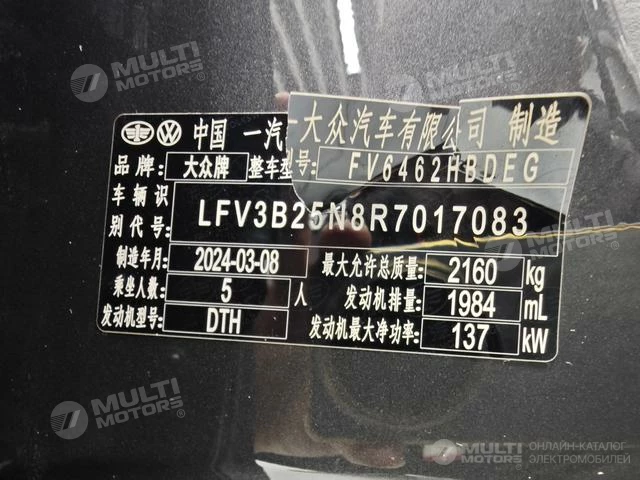 MULTI MOTORS
MULTI MOTORS
中国 一汽-大众汽车有限公司 制造
品牌: 大众牌 整车型号: FV6462HBDEG
车辆识别代号: LFV3B25N8R7017083
制造年月: 2024-03-08 最大允许总质量: 2160 kg
乘坐人数: 5 人 发动机排量: 1984 mL
发动机型号: DTH 发动机最大净功率: 137 kW
MULTI MOTORS
MULTI MOTORS
MULTI MOTORS ОНЛАЙН-КАТАЛОГ ЭЛЕКТРОМОБИЛЕЙ